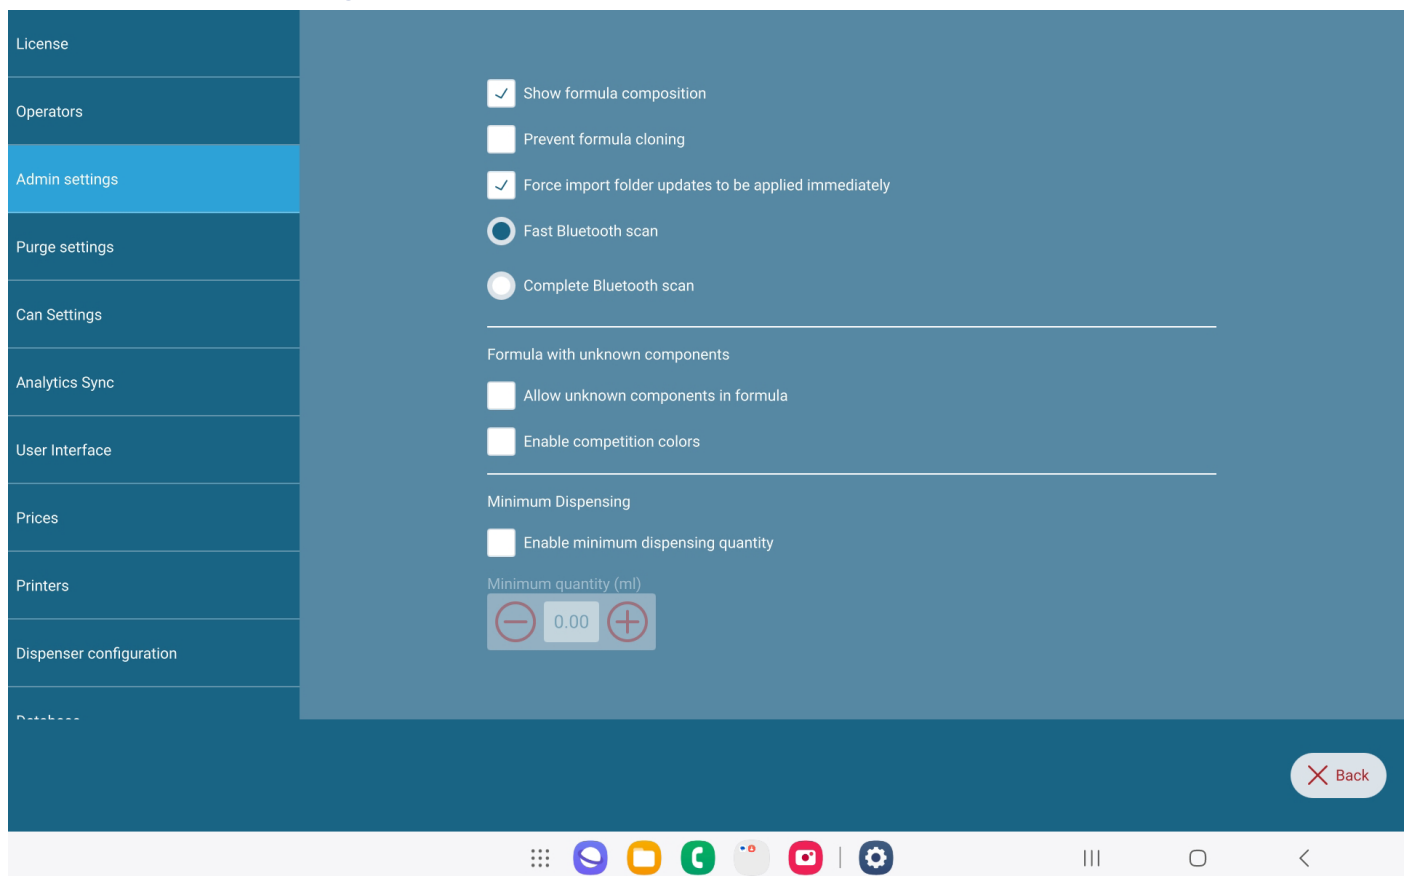 License
Operators
Admin settings
Purge settings
Can Settings
Analytics Sync
User Interface
Prices
Printers
Dispenser configuration
Database
Show formula composition
Prevent formula cloning
Force import folder updates to be applied immediately
Fast Bluetooth scan
Complete Bluetooth scan
Formula with unknown components
Allow unknown components in formula
Enable competition colors
Minimum Dispensing
Enable minimum dispensing quantity
Minimum quantity (ml)
0.00
Back